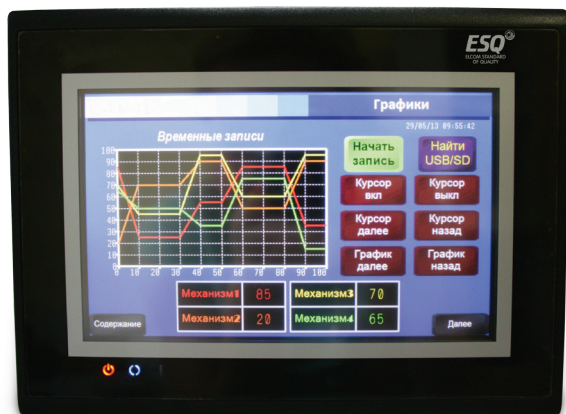 ESQ
ELCOM STANDARD
OF QUALITY
Графики
29/05/13 09:55:42
Временные записи
Начать
запись
Найти
USB/SD
100
90
80
70
60
50
40
30
20
10
0
0 10 20 30 40 50 60 70 80 90 100
Курсор
вкл
Курсор
выкл
Курсор
далее
Курсор
назад
График
далее
График
назад
Механизм1 85 Механизм3 70
Механизм2 20 Механизм4 65
Содержание
Далее